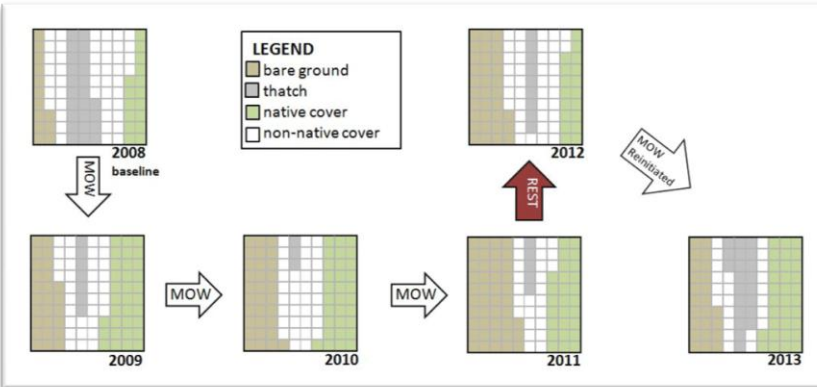 LEGEND
bare ground
thatch
native cover
non-native cover
2008
baseline
MOW
2012
REST
MOW
Reinitiated
2009
MOW
2010
MOW
2011
2013